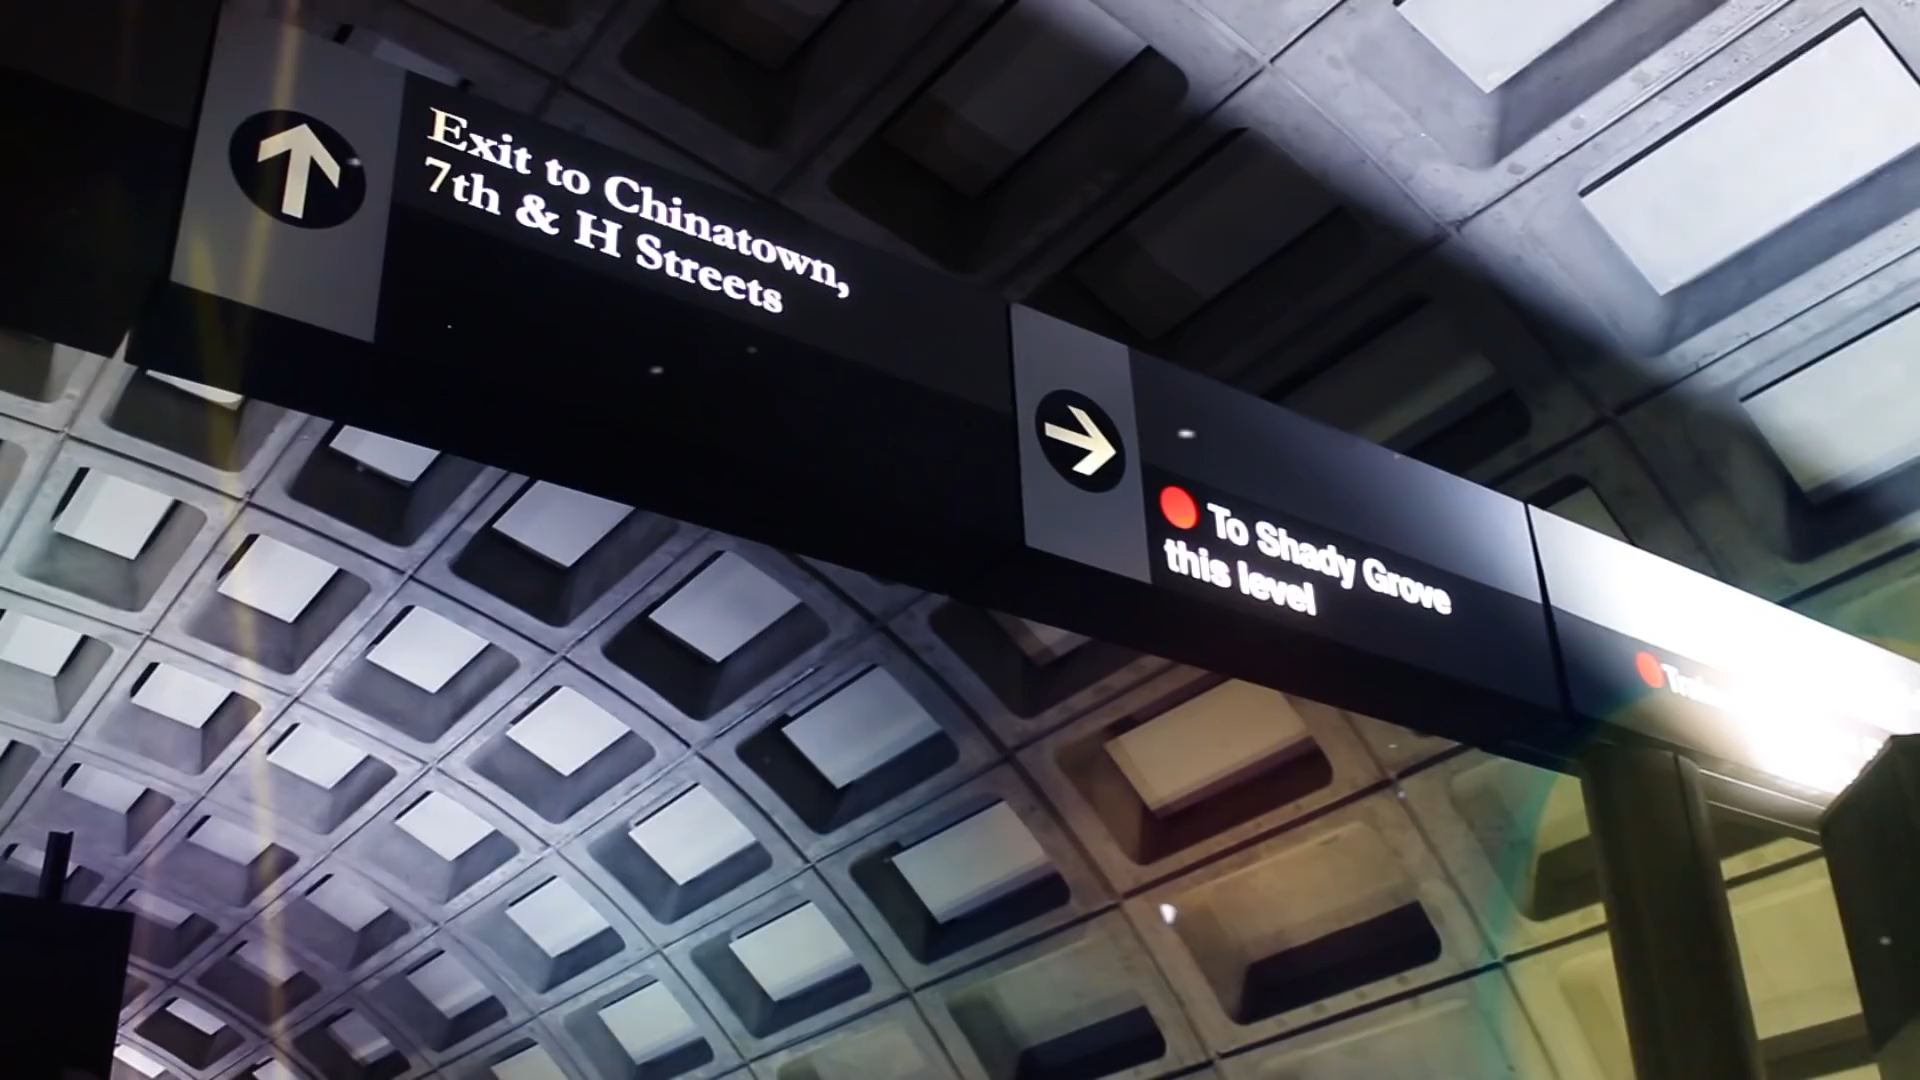 Exit to Chinatown,
7th & H Streets
To Shady Grove
this level